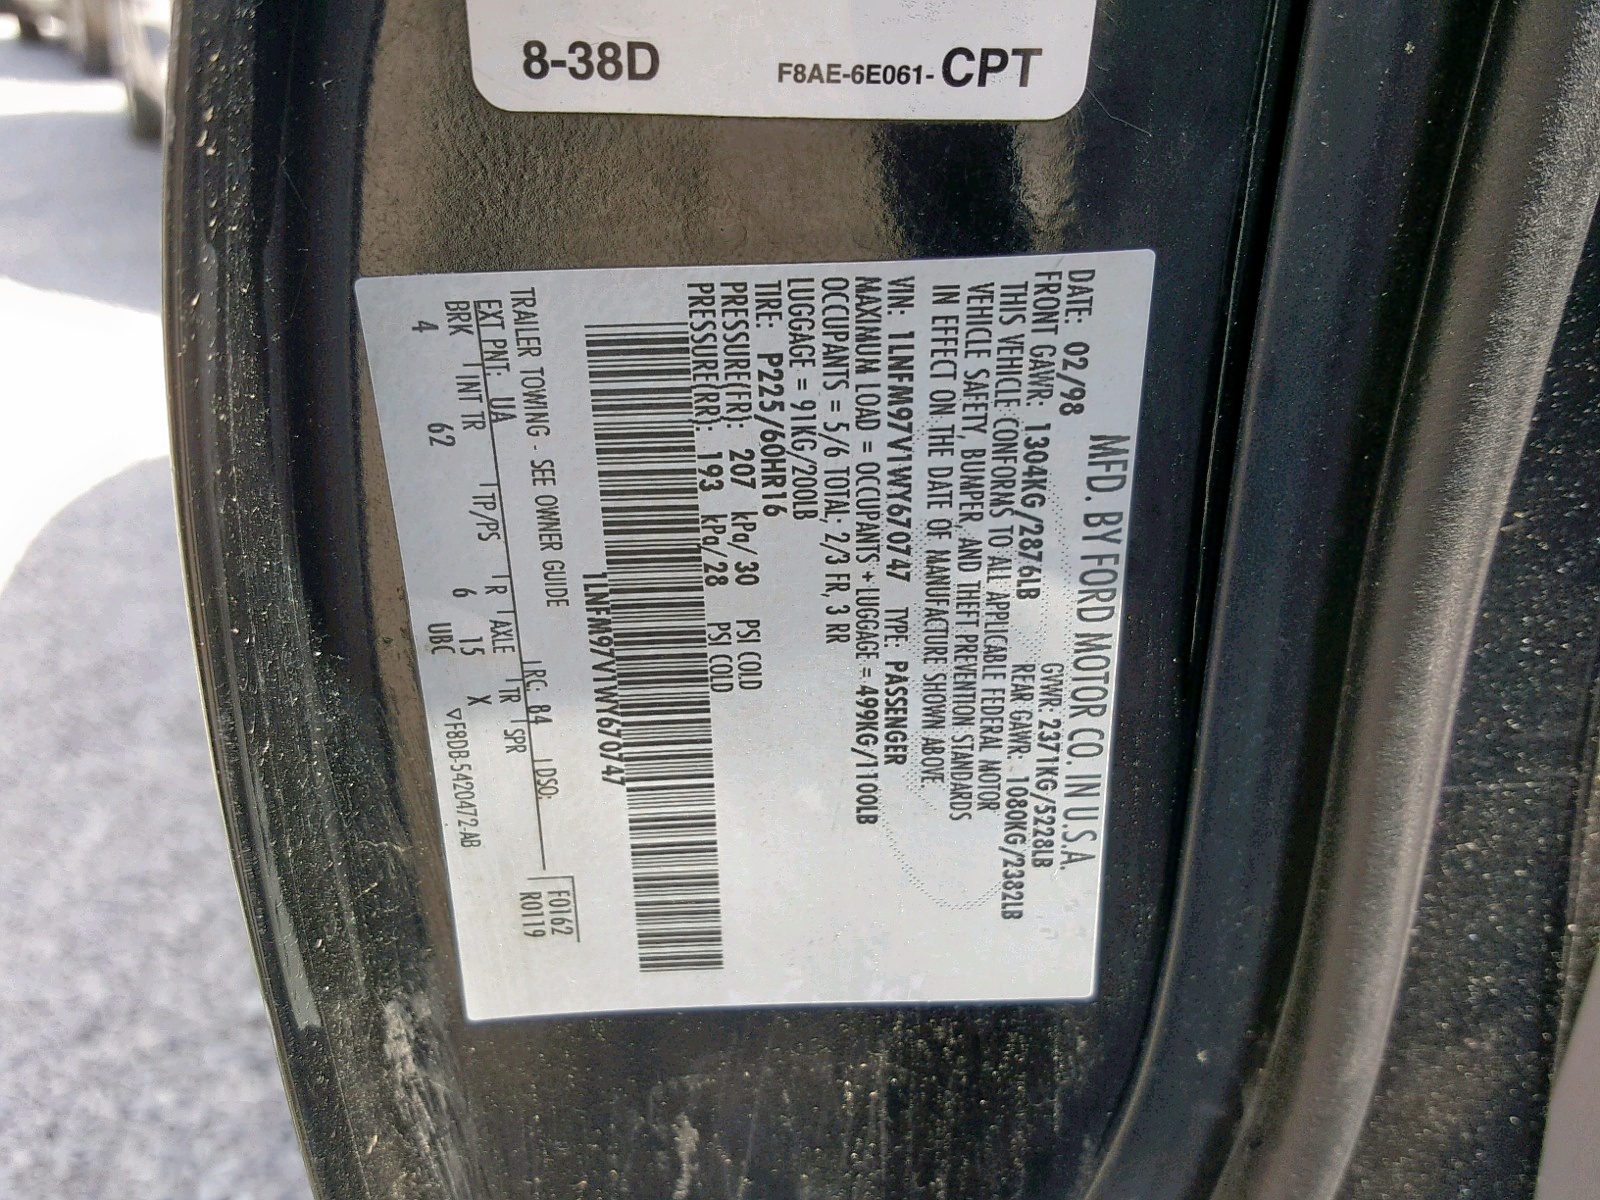 8-38D
F8AE-6E061- CPT
MFD. BY FORD MOTOR CO. IN U.S.A.
DATE: 02/98 GVWR: 2371KG/5228LB
FRONT GAWR: 1304KG/2876LB REAR GAWR: 1080KG/2382LB
THIS VEHICLE CONFORMS TO ALL APPLICABLE FEDERAL MOTOR
VEHICLE SAFETY, BUMPER, AND THEFT PREVENTION STANDARDS
IN EFFECT ON THE DATE OF MANUFACTURE SHOWN ABOVE
VIN: 1LNFM97V1WY670747 TYPE: PASSENGER
MAXIMUM LOAD = OCCUPANTS + LUGGAGE = 499KG/1100LB
OCCUPANTS = 5/6 TOTAL; 2/3 FR, 3 RR
LUGGAGE = 91KG/200LB
TIRE: P225/60HR16
PRESSURE(FR): 207 kPa/30 PSI COLD
PRESSURE(RR): 193 kPa/28 PSI COLD
1LNFM97V1WY670747
F0162
R0119
TRAILER TOWING - SEE OWNER GUIDE
EXT PNT: UA RC: 84 DSO:
BRK INT TR TP/PS R AXLE TR SPR
4 62 6 15 X
UBC ▽F8DB-5420472-AB